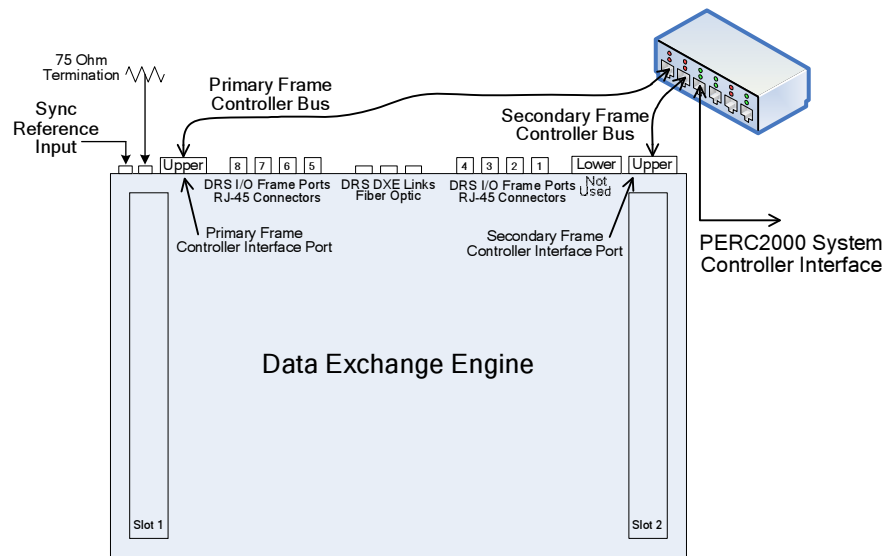 75 Ohm
Termination
Primary Frame
Controller Bus
Secondary Frame
Controller Bus
Sync
Reference
Input
Upper
8 7 6 5
DRS I/O Frame Ports
RJ-45 Connectors
DRS DXE Links
Fiber Optic
4 3 2 1
DRS I/O Frame Ports
RJ-45 Connectors
Lower
Not
Used
Upper
Primary Frame
Controller Interface Port
Secondary Frame
Controller Interface Port
PERC2000 System
Controller Interface
Data Exchange Engine
Slot 1
Slot 2